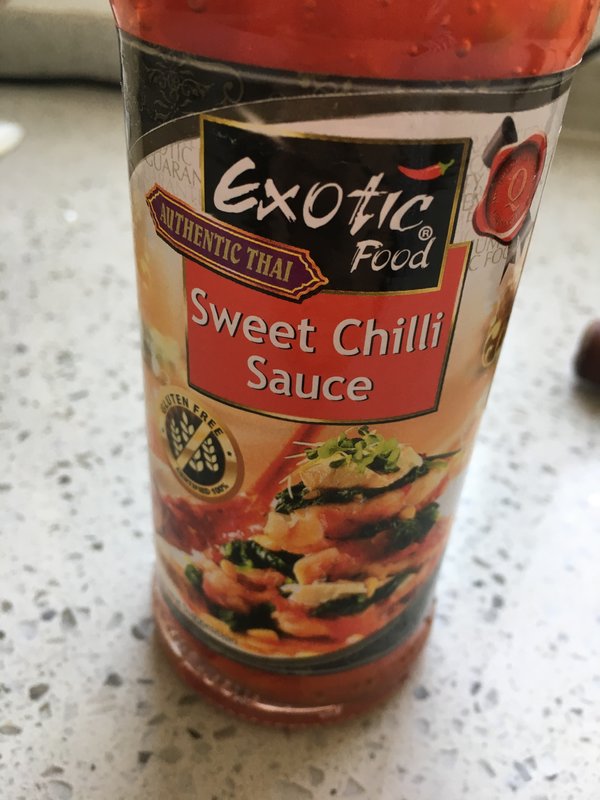 Exotic
Food
®
AUTHENTIC THAI
Sweet Chilli
Sauce
GLUTEN FREE
Q